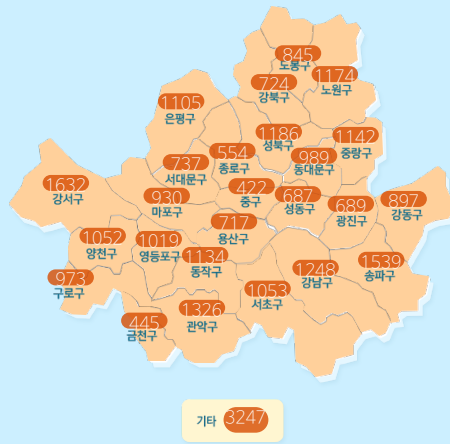 845
도봉구
1174
노원구
724
강북구
1105
은평구
1186
성북구
1142
중랑구
554
종로구
989
동대문구
737
서대문구
1632
강서구
930
마포구
422
중구
687
성동구
689
광진구
897
강동구
717
용산구
1052
양천구
1019
영등포구
1134
동작구
1539
송파구
1248
강남구
973
구로구
1053
서초구
1326
관악구
445
금천구
기타 3247